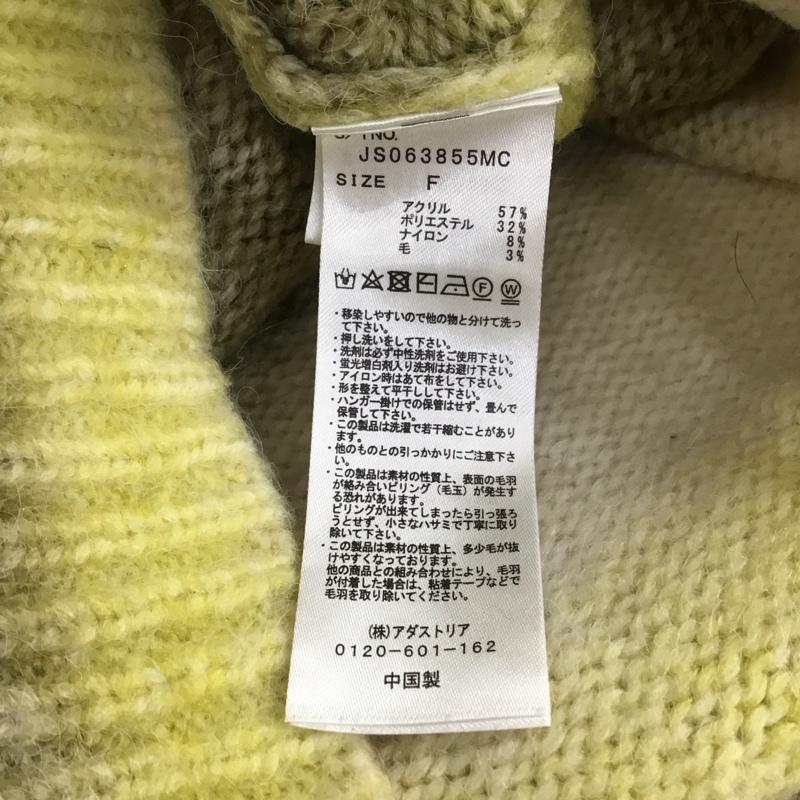 JS063855MC
SIZE F
アクリル 57%
ポリエステル 32%
ナイロン 8%
毛 3%
F W
・移染しやすいので他の物と分けて洗っ
て下さい。
・押し洗いをして下さい。
・洗剤は必ず中性洗剤をご使用下さい。
・蛍光増白剤入り洗剤はお避け下さい。
・アイロン時はあて布をして下さい。
・形を整えて平干しして下さい。
・ハンガー掛けでの保管はせず、畳んで
保管して下さい。
・この製品は洗濯で若干縮むことがあり
ます。
・他のものとの引っかかりにご注意下さ
い。
・この製品は素材の性質上、表面の毛羽
が絡み合いピリング（毛玉）が発生す
る恐れがあります。
ピリングが出来てしまったら引っ張ろ
うとせず、小さなハサミで丁寧に取り
除いて下さい。
・この製品は素材の性質上、多少毛が抜
けやすくなっております。
他の商品との組み合わせにより、毛羽
が付着した場合は、粘着テープなどで
毛羽を取り除いてください。
(株)アダストリア
0120-601-162
中国製